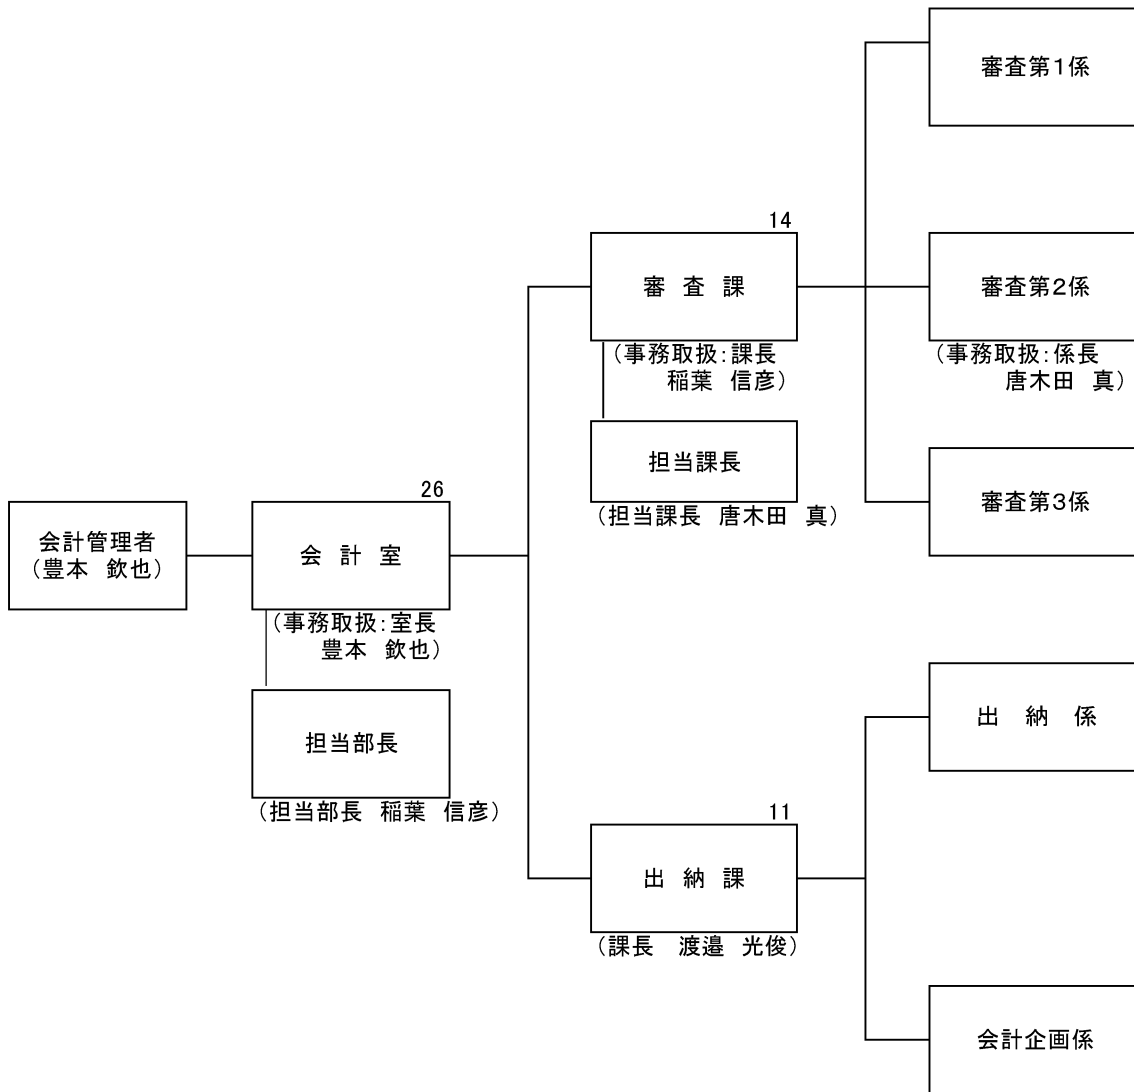 会計管理者
（豊本　欽也）
26
会　計　室
（事務取扱：室長
豊本　欽也）
担当部長
（担当部長　稲葉　信彦）
14
審　査　課
（事務取扱：課長
稲葉　信彦）
担当課長
（担当課長　唐木田　真）
審査第１係
審査第２係
（事務取扱：係長
唐木田　真）
審査第３係
11
出　納　課
（課長　渡邉　光俊）
出　納　係
会計企画係